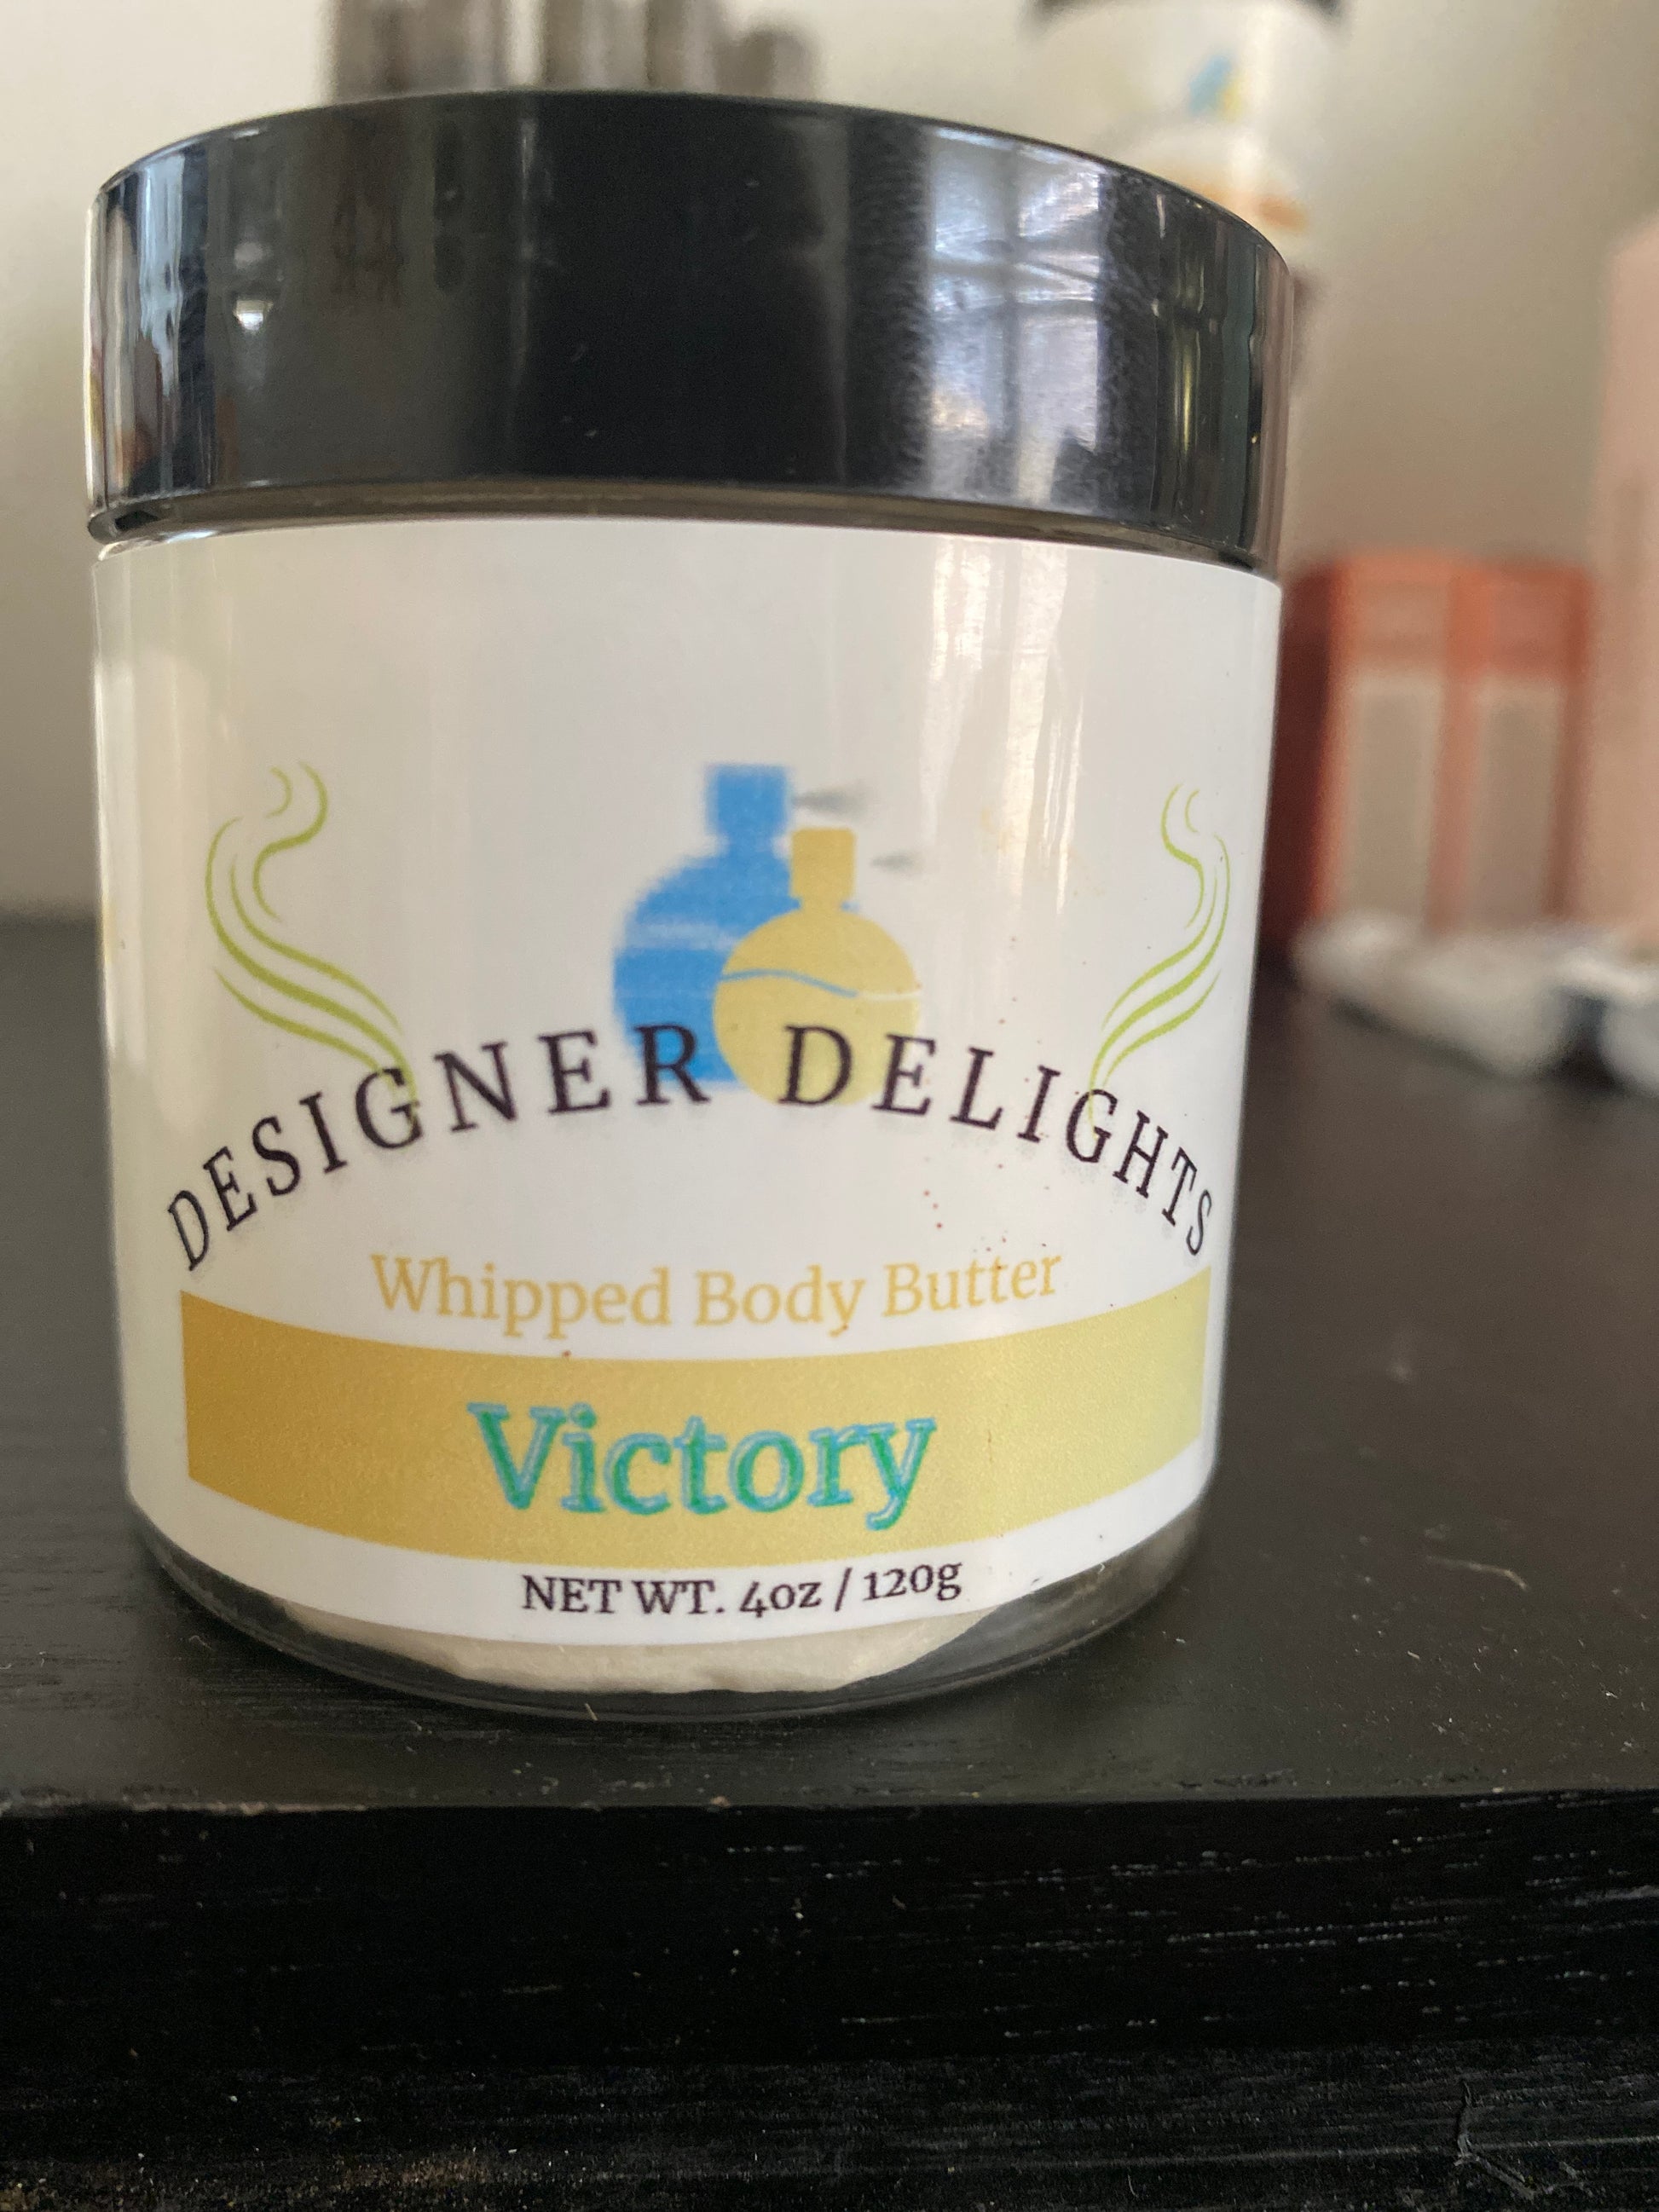 DESIGNER DELIGHTS
Whipped Body Butter
Victory
NET WT. 4oz / 120g